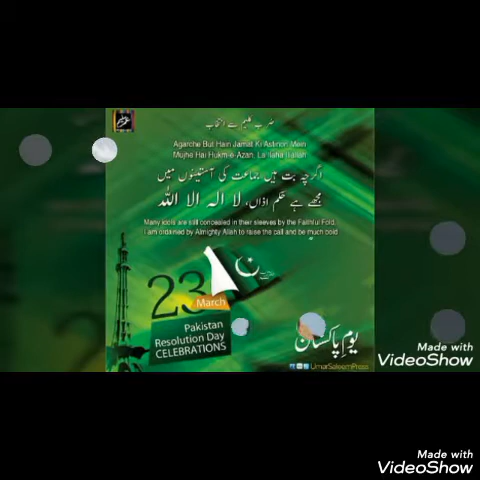 ضرب کلیم سے انتخاب
Agarche But Hain Jamat Ki Astinon Mein
Mujhe Hai Hukm-e-Azan, La Ilaha Ilallah
اگرچہ بت ہیں جماعت کی آستینوں میں
مجھے ہے حکم اذاں، لا الہ الا اللہ
Many idols are still concealed in their sleeves by the Faithful Fold,
I am ordained by Almighty Allah to raise the call and be much bold
23
March
Pakistan
Resolution Day
CELEBRATIONS
یومِ پاکستان
UmarSaleemPress
Made with
VideoShow
Made with
VideoShow